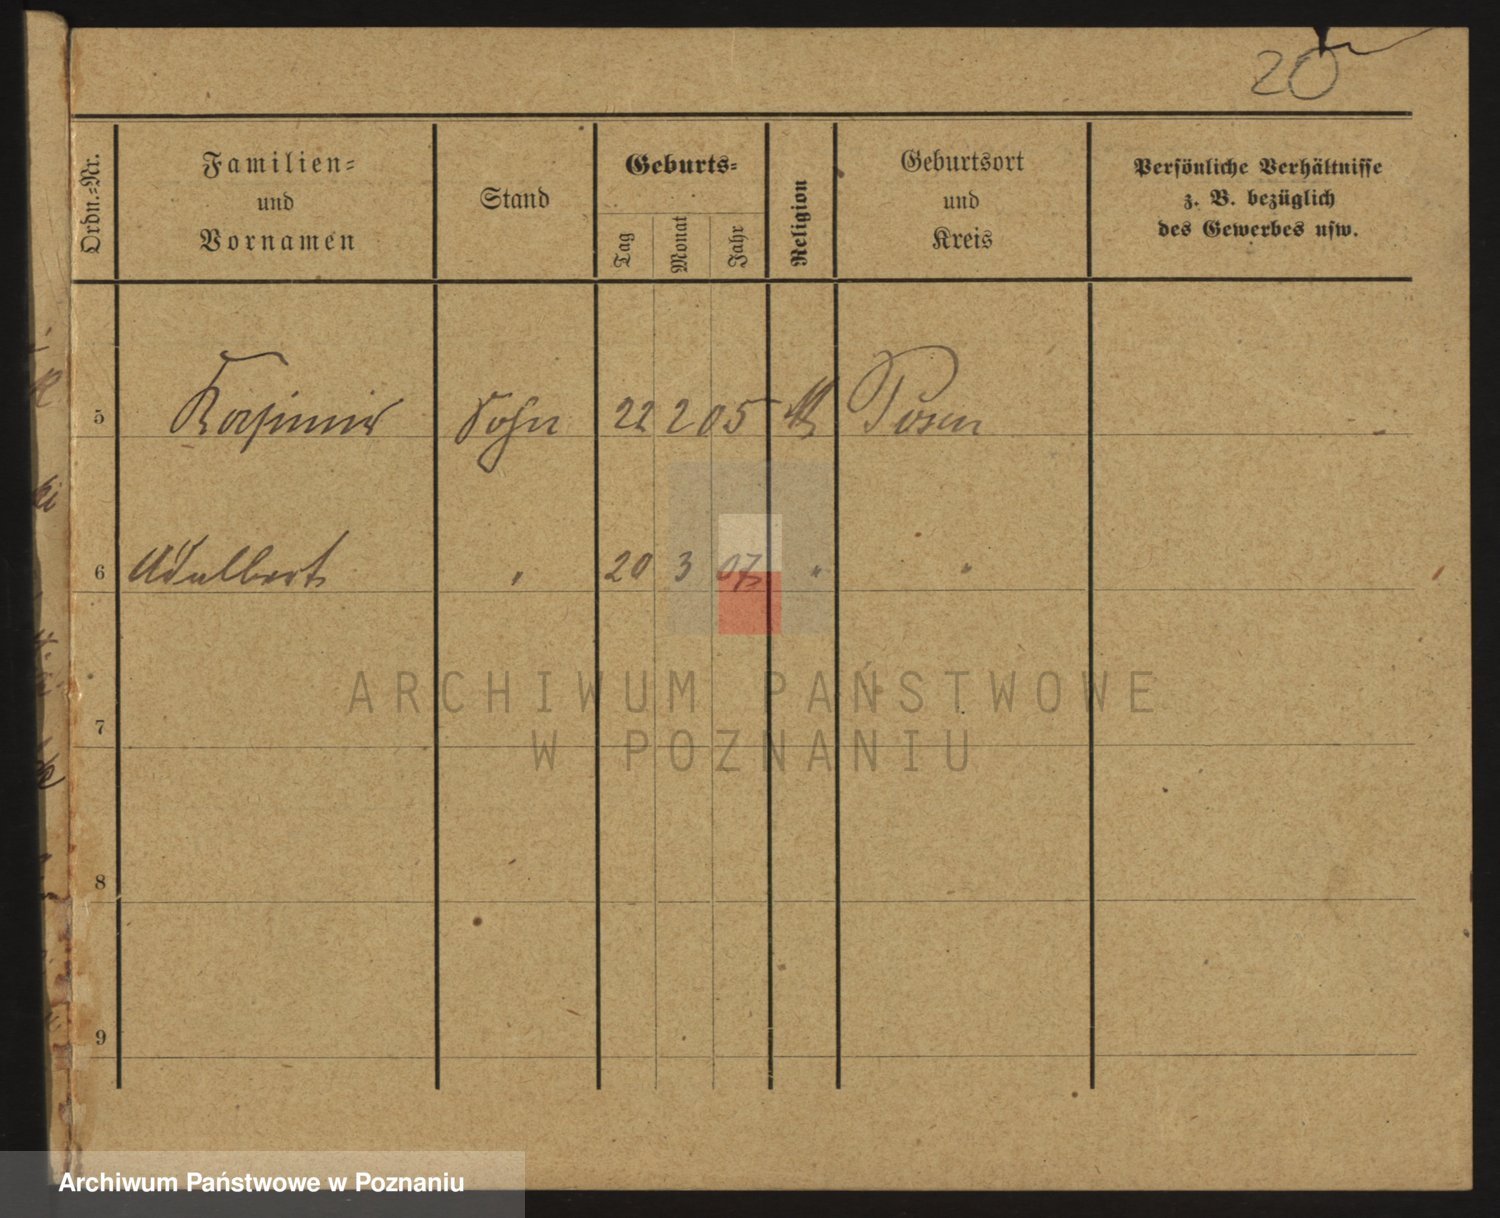 20
Ordn.-Nr.
Familien-
und
Vornamen
Stand
Geburts-
Tag
Monat
Jahr
Religion
Geburtsort
und
Kreis
Persönliche Verhältnisse
z. B. bezüglich
des Gewerbes usw.
5 Kasimir Sohn 22 2 05 Posen
6 Adalbert " 20 3 07 " "
7
8
9
ARCHIWUM PAŃSTWOWE
W POZNANIU
Archiwum Państwowe w Poznaniu